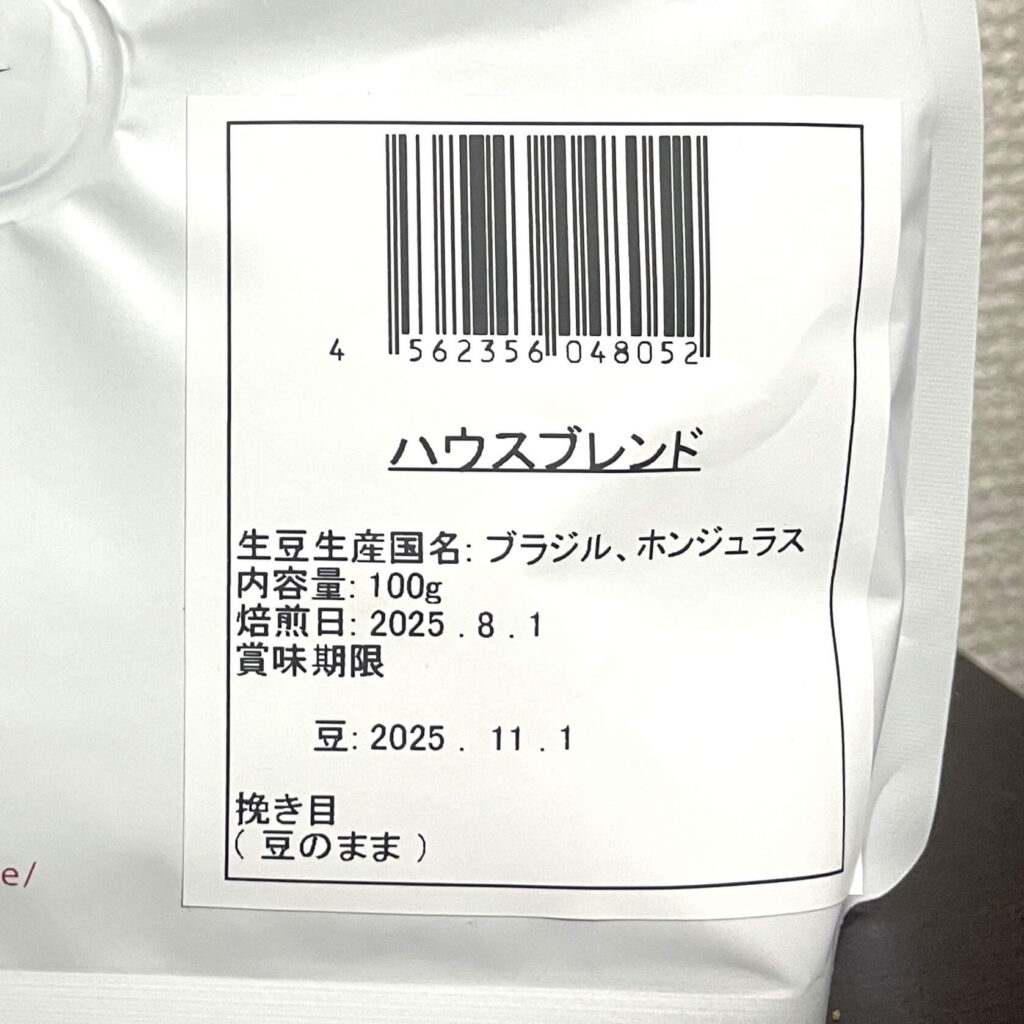 4 562356 048052
ハウスブレンド
生豆生産国名: ブラジル、ホンジュラス
内容量: 100g
焙煎日: 2025 . 8 . 1
賞味期限
豆: 2025 . 11 . 1
挽き目
( 豆のまま )
e/